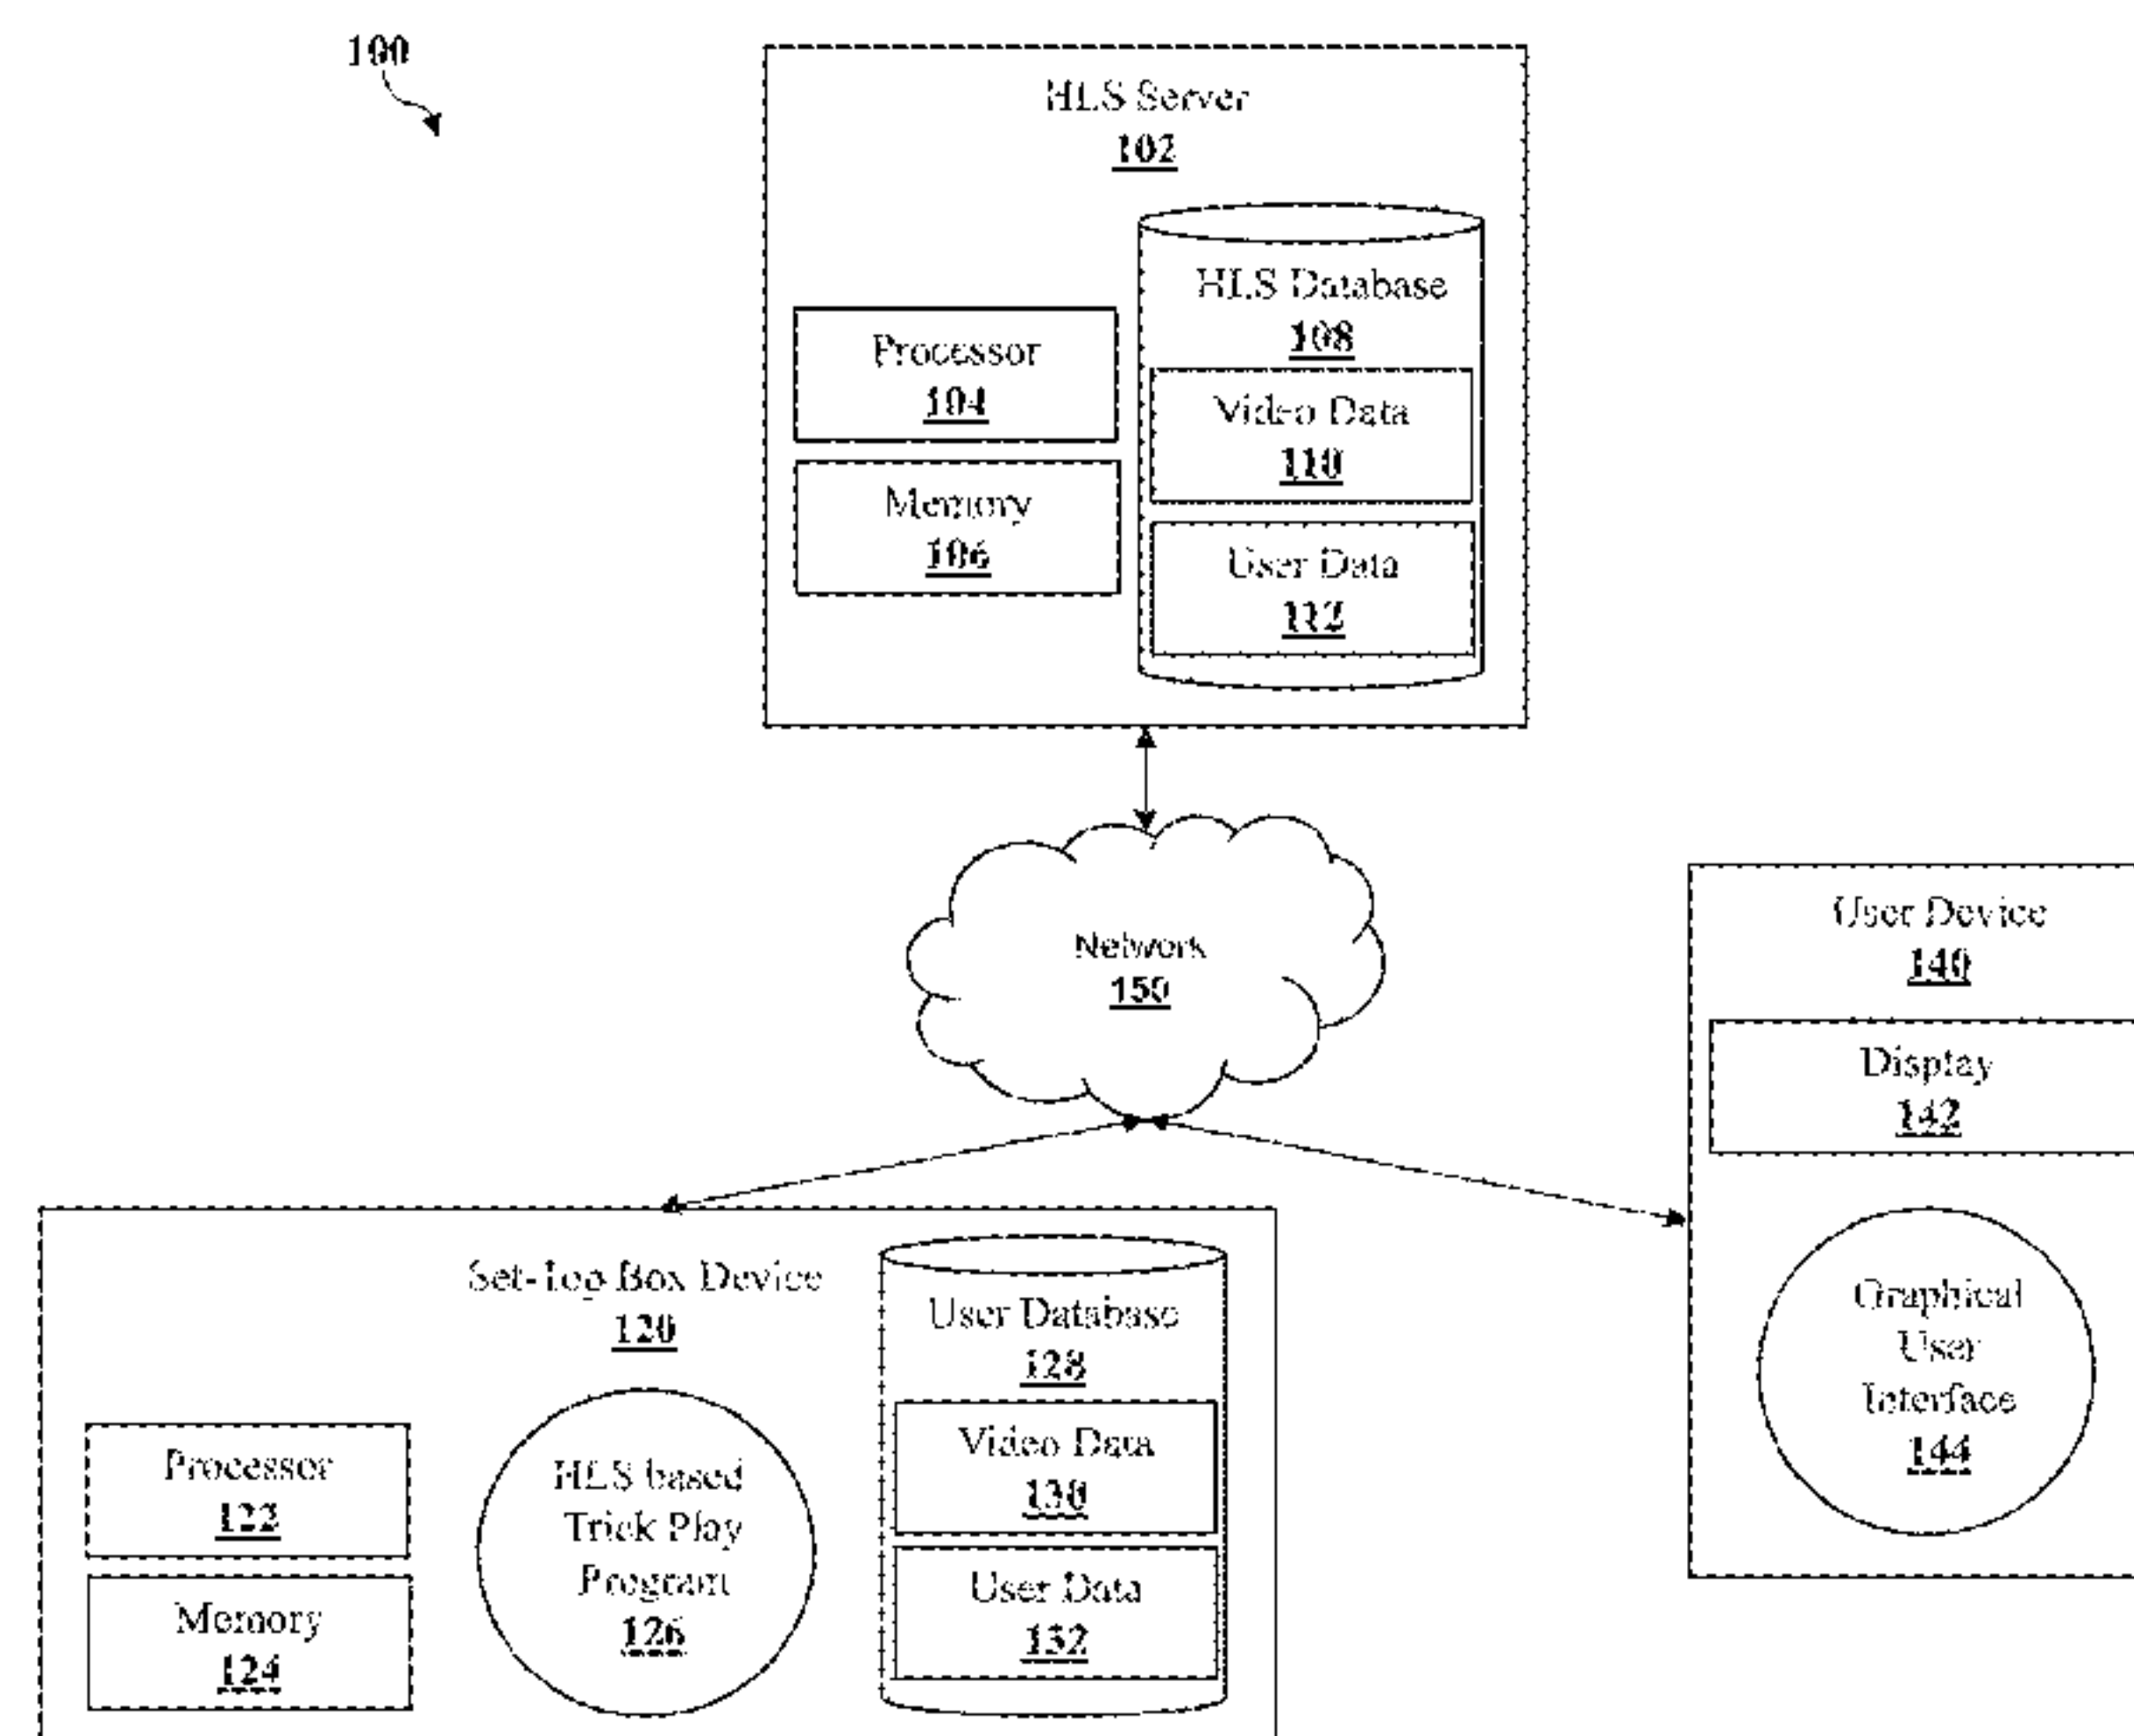 100
HLS Server
102
HLS Database
108
Processor
104
Video Data
110
Memory
106
User Data
112
Network
150
User Device
140
Display
142
Graphical
User
Interface
144
Set-Top Box Device
120
User Database
128
Processor
122
HLS based
Trick Play
Program
126
Video Data
130
Memory
124
User Data
132